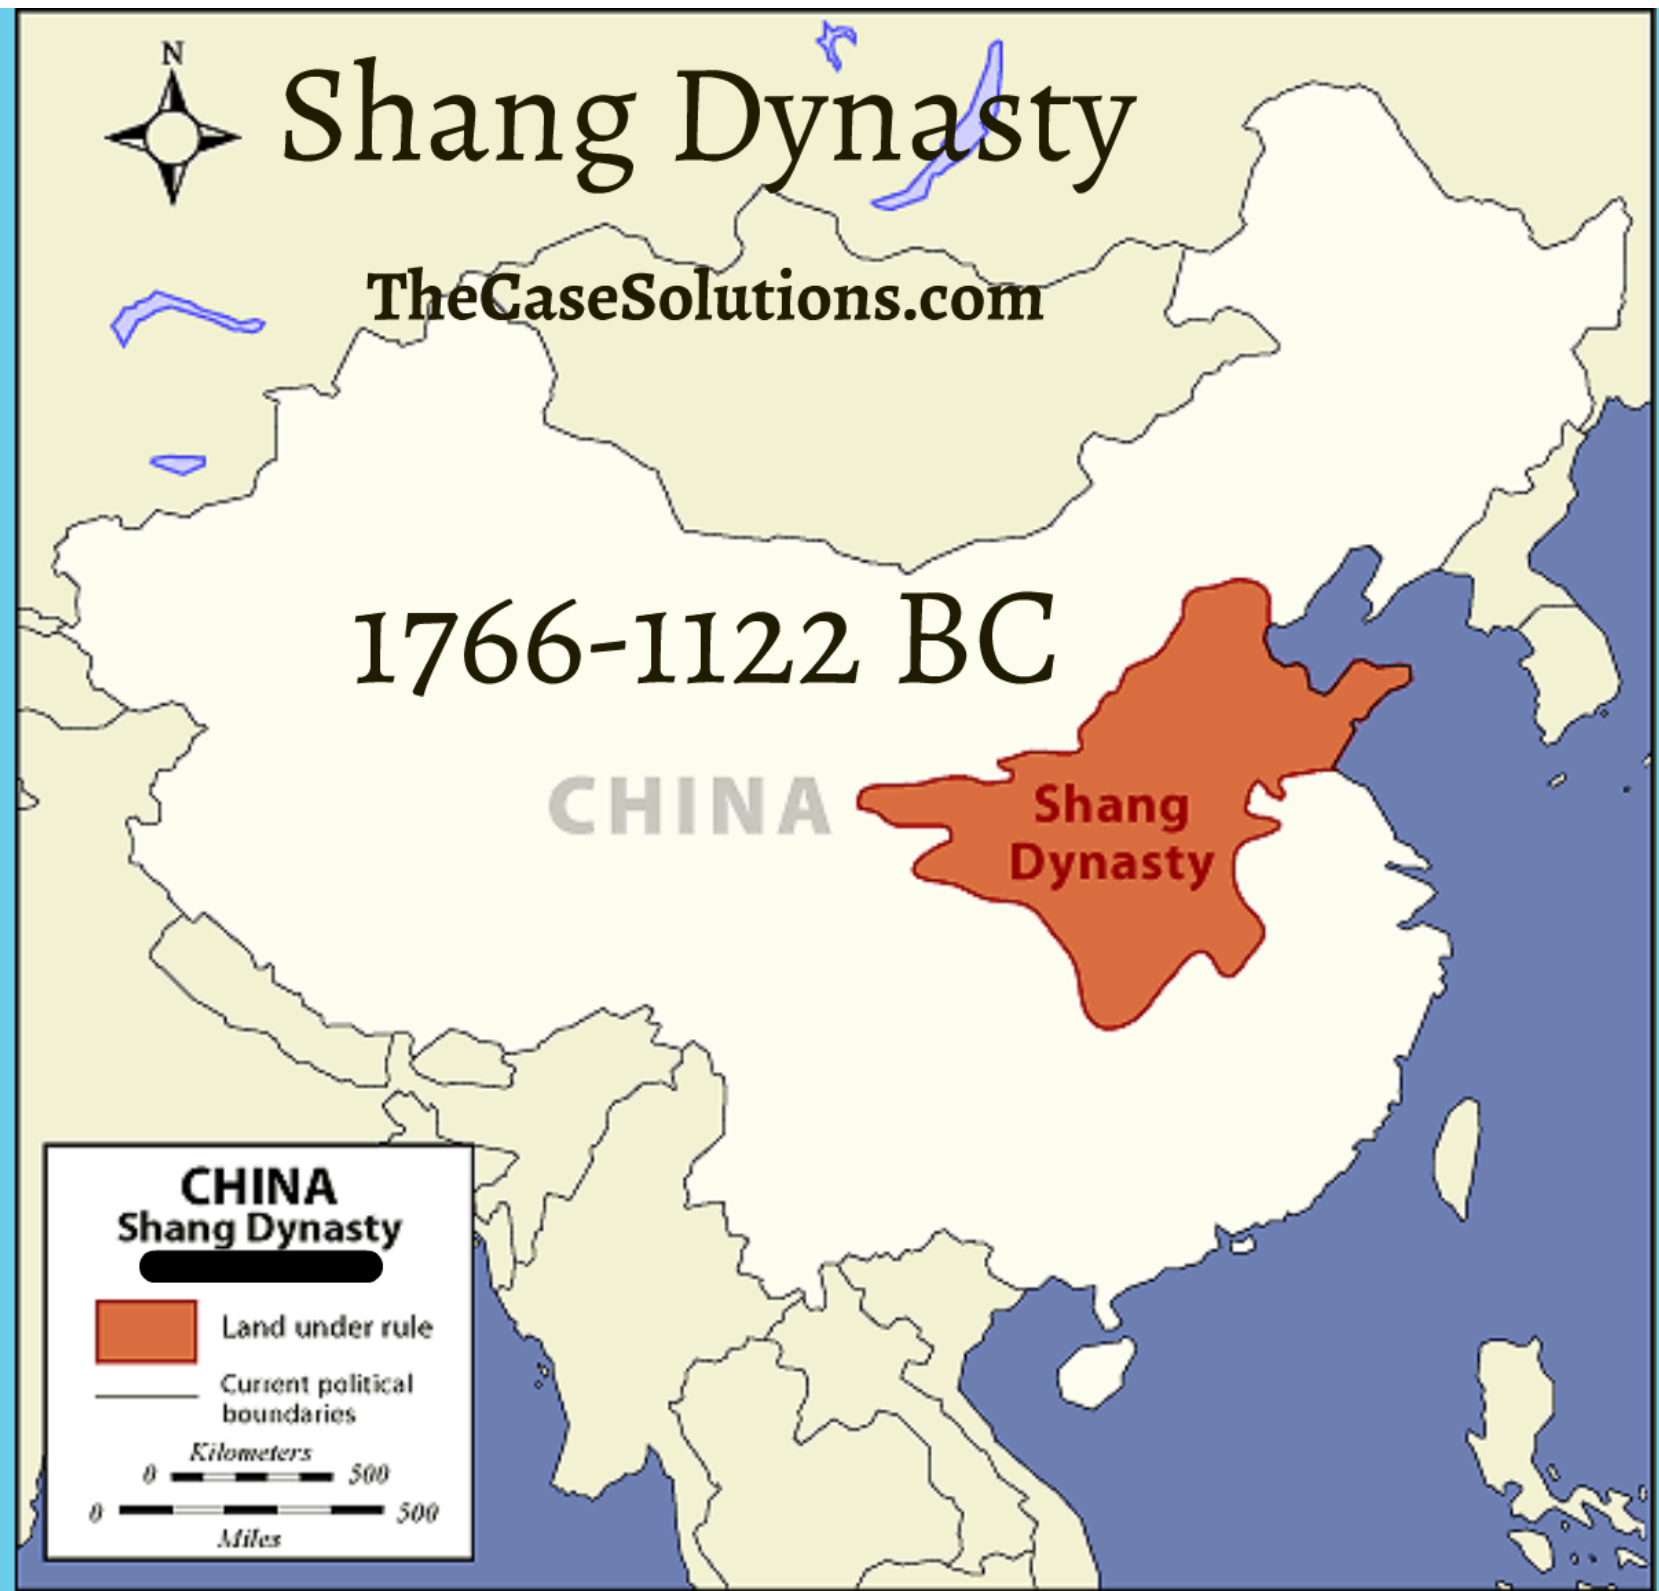 N
Shang Dynasty
TheCaseSolutions.com
1766-1122 BC
CHINA
Shang
Dynasty
CHINA
Shang Dynasty
Land under rule
Current political
boundaries
Kilometers
0 500
0 500
Miles